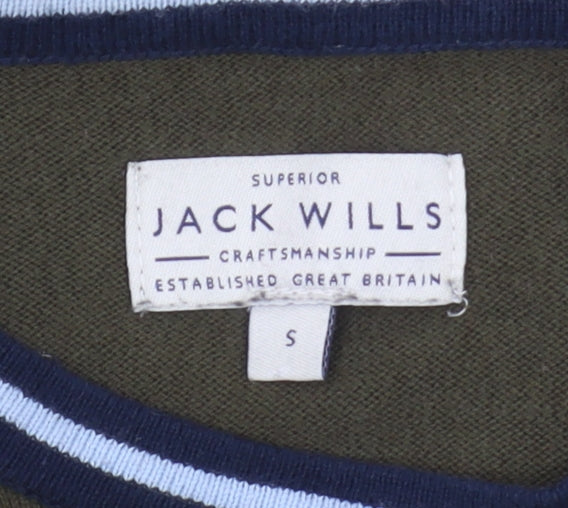 SUPERIOR
JACK WILLS
CRAFTSMANSHIP
ESTABLISHED GREAT BRITAIN
S